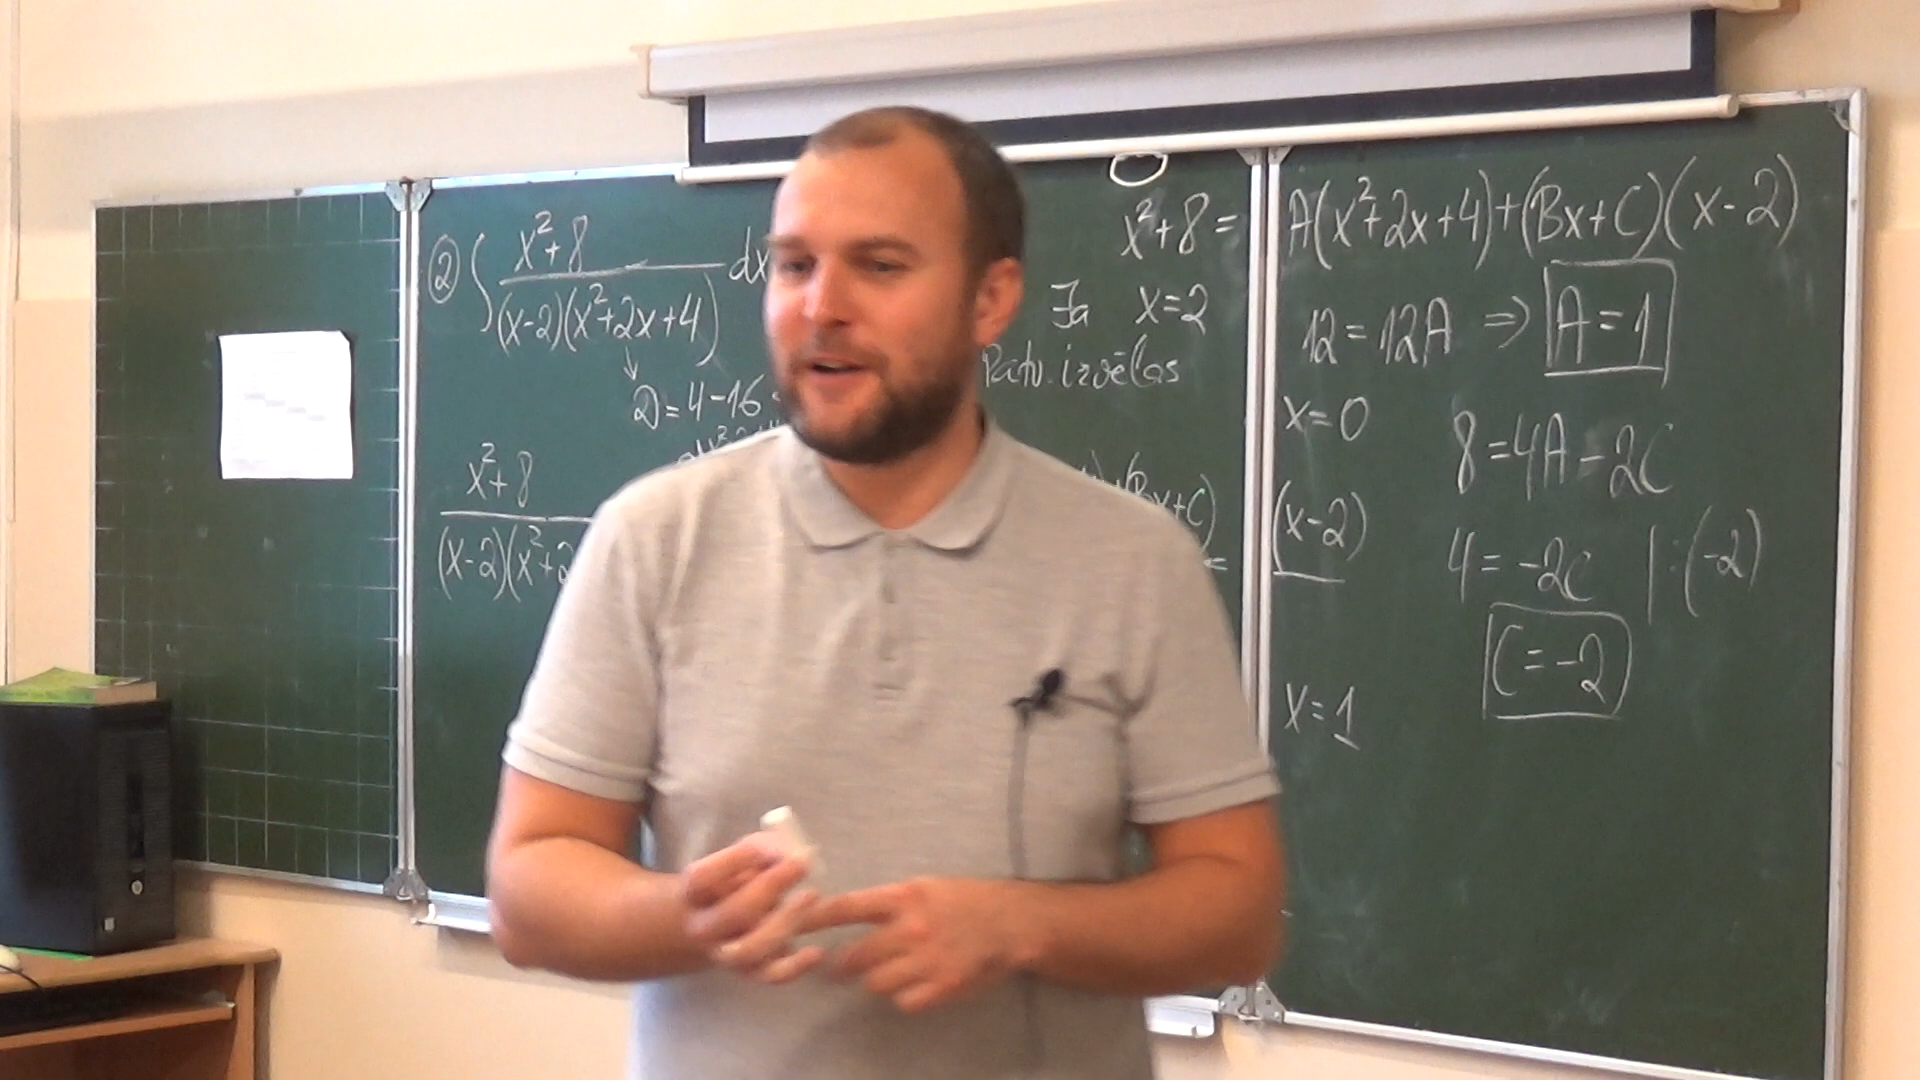 ② ∫ x²+8 / (x-2)(x²+2x+4) dx
D=4-16
x²+8
(x-2)(x²+2
x²+8= A(x²+2x+4)+(Bx+C)(x-2)
Ja x=2
12=12A ⇒ A=1
izvēlas
x=0
8=4A-2C
x+C)
=
(x-2)
4=-2C |:(-2)
C=-2
x=1